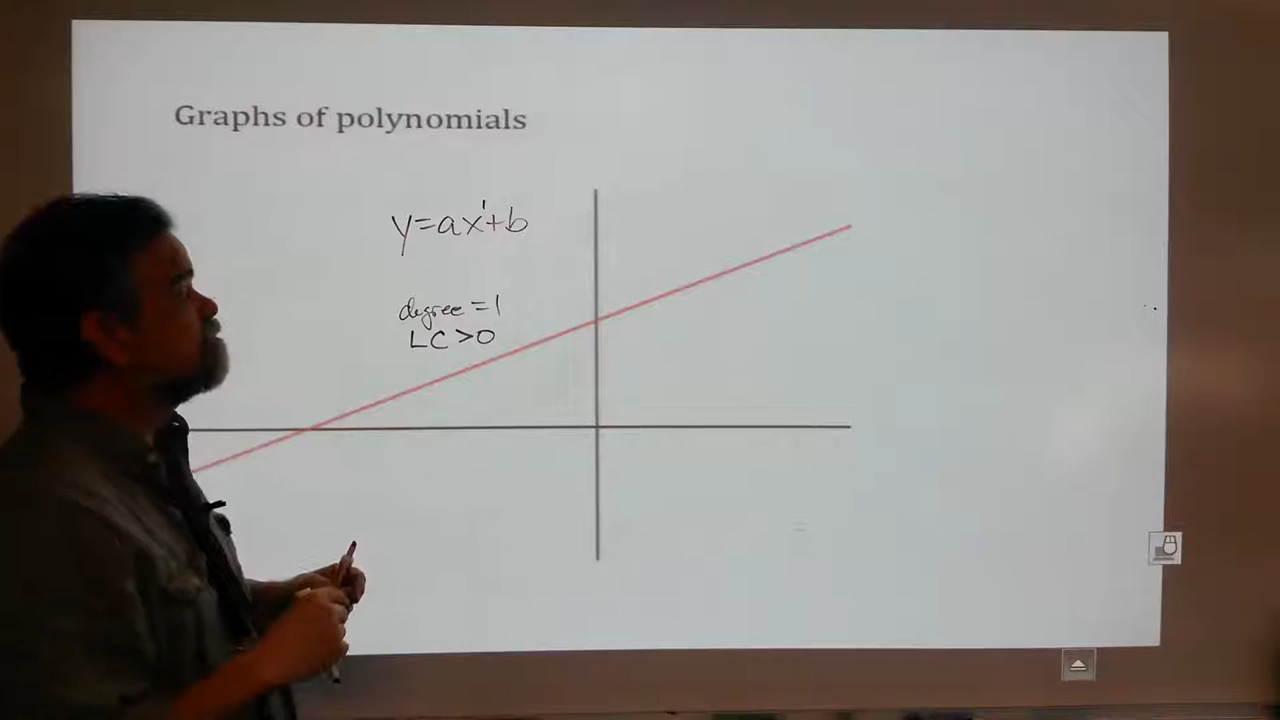 Graphs of polynomials
y=ax¹+b
degree = 1
LC >0